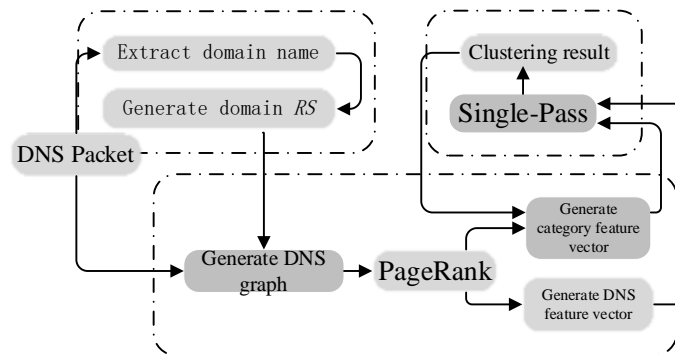 Extract domain name
Clustering result
Generate domain RS
Single-Pass
DNS Packet
Generate
category feature
vector
Generate DNS
graph
PageRank
Generate DNS
feature vector